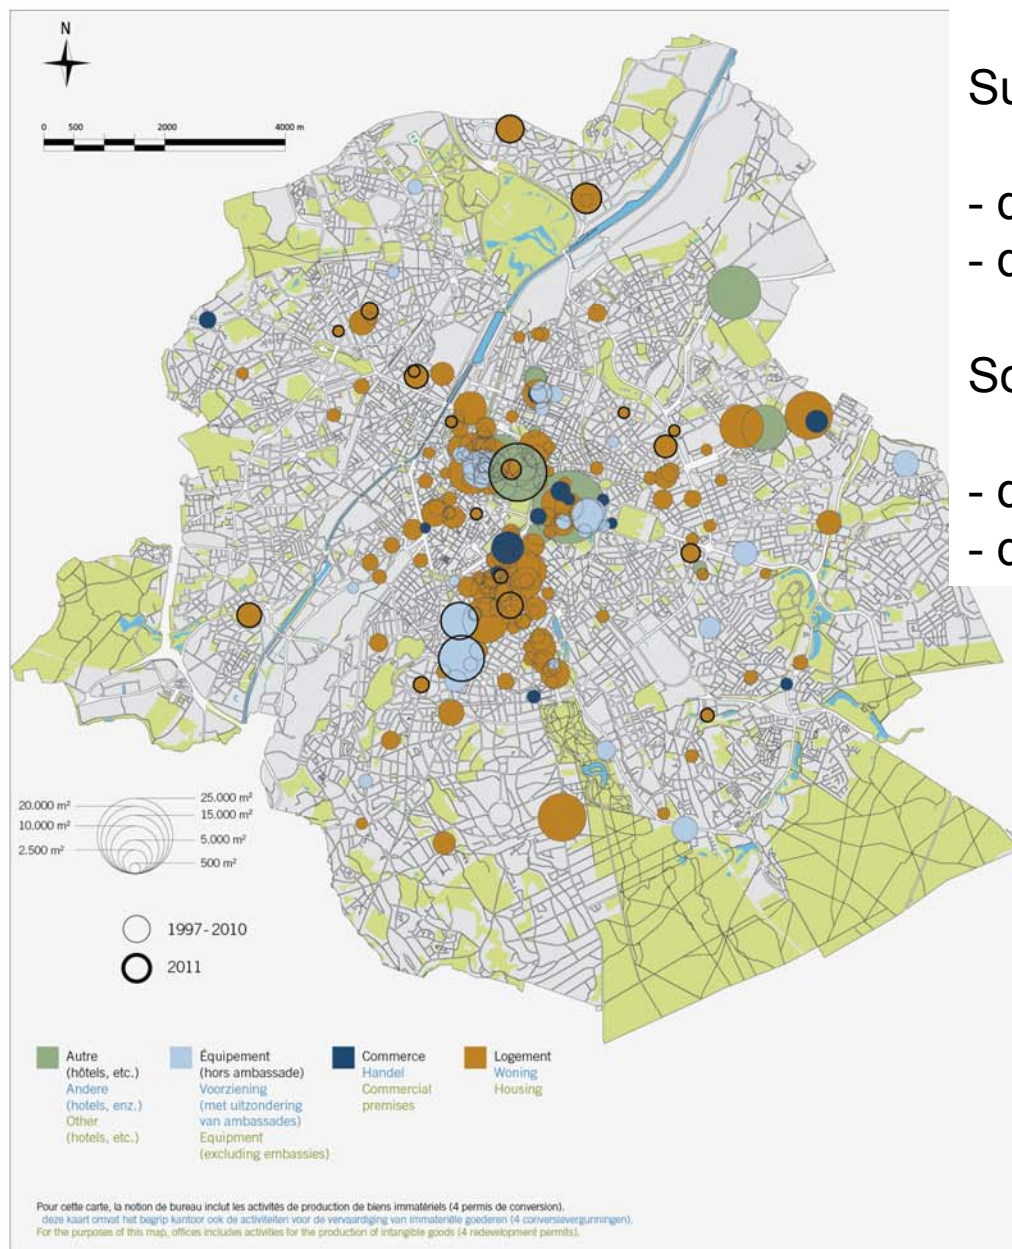 N
0 500 2000 4000 m
Su
- c
- c
So
- c
- c
20.000 m²
10.000 m²
2.500 m²
25.000 m²
15.000 m²
5.000 m²
500 m²
1997-2010
2011
Autre
(hôtels, etc.)
Andere
(hotels, enz.)
Other
(hotels, etc.)
Équipement
(hors ambassade)
Voorziening
(met uitzondering
van ambassades)
Equipment
(excluding embassies)
Commerce
Handel
Commercial
premises
Logement
Woning
Housing
Pour cette carte, la notion de bureau inclut les activités de production de biens immatériels (4 permis de conversion).
deze kaart omvat het begrip kantoor ook de activiteiten voor de vervaardiging van immateriële goederen (4 conversievergunningen).
For the purposes of this map, offices includes activities for the production of intangible goods (4 redevelopment permits).